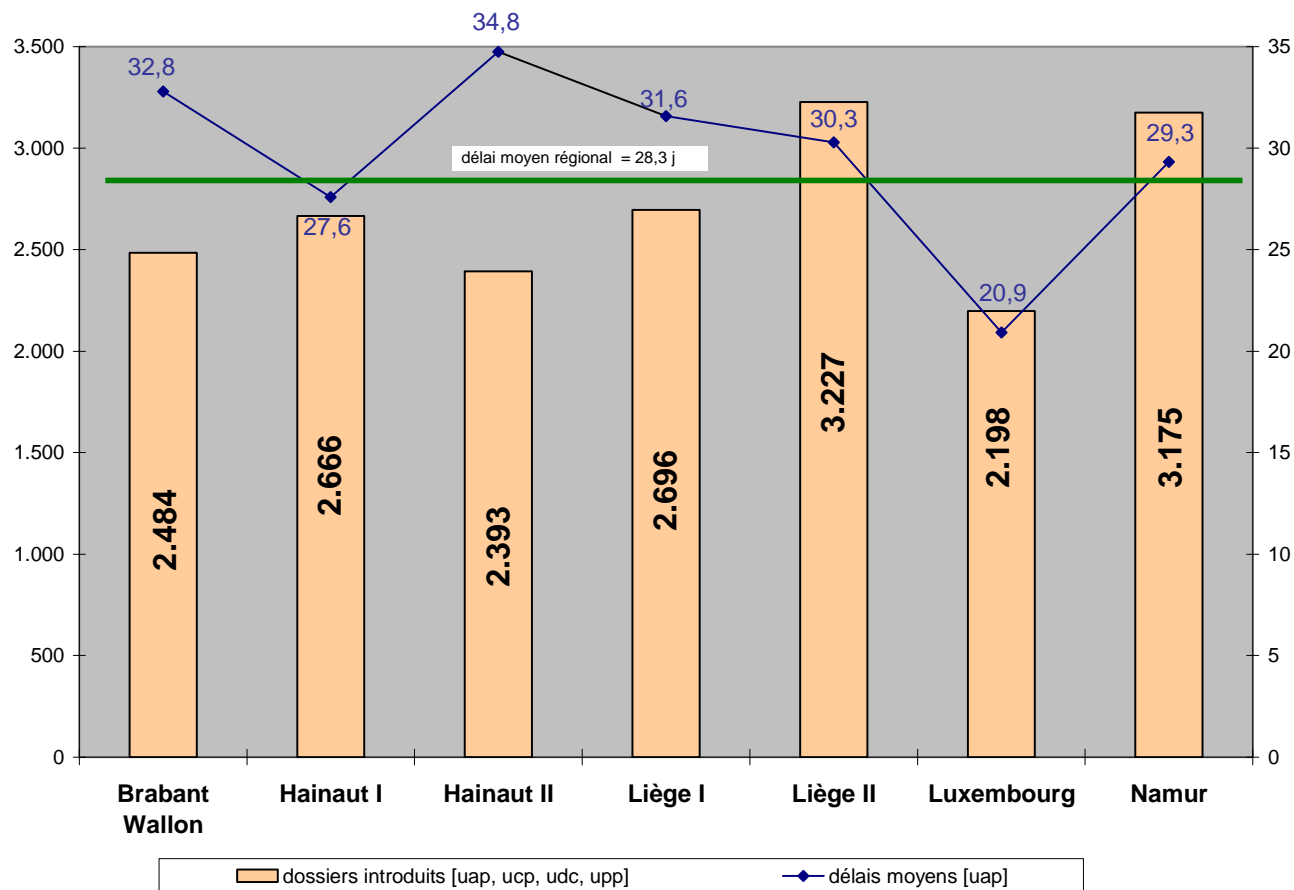 34,8
3.500
35
32,8
31,6
30,3
29,3
3.000
délai moyen régional = 28,3 j
30
27,6
2.500
25
20,9
2.000
20
2.484
2.666
2.393
2.696
3.227
2.198
3.175
1.500
15
1.000
10
500
5
0
0
Brabant
Wallon
Hainaut I
Hainaut II
Liège I
Liège II
Luxembourg
Namur
dossiers introduits [uap, ucp, udc, upp]
délais moyens [uap]